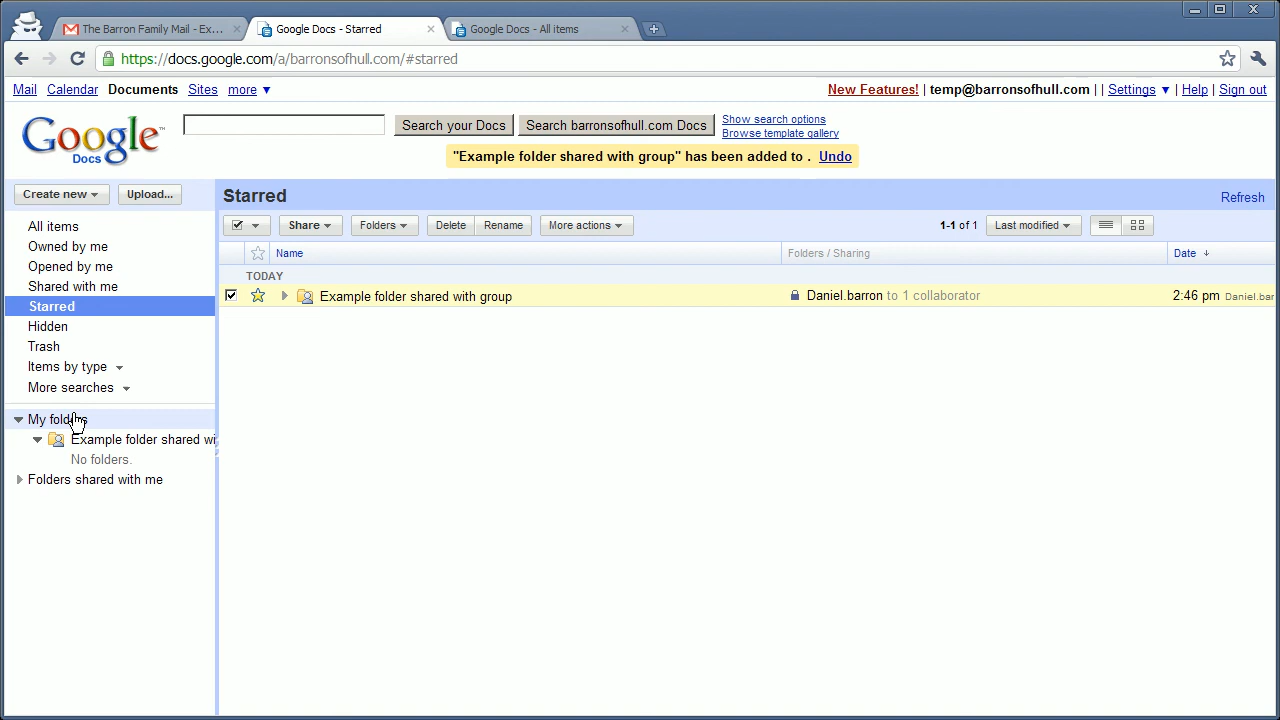 The Barron Family Mail - Ex...
Google Docs - Starred
Google Docs - All items
https://docs.google.com/a/barronsofhull.com/#starred
Mail Calendar Documents Sites more ▼
New Features! | temp@barronsofhull.com | | Settings ▼ | Help | Sign out
Google Docs
Search your Docs
Search barronsofhull.com Docs
Show search options
Browse template gallery
"Example folder shared with group" has been added to . Undo
Create new
Upload...
Starred
Refresh
All items
Owned by me
Opened by me
Shared with me
Starred
Hidden
Trash
Items by type
More searches
My folders
Example folder shared wi
No folders.
Folders shared with me
Share
Folders
Delete
Rename
More actions
1-1 of 1
Last modified
Name
Folders / Sharing
Date
TODAY
Example folder shared with group
Daniel.barron to 1 collaborator
2:46 pm Daniel.bar